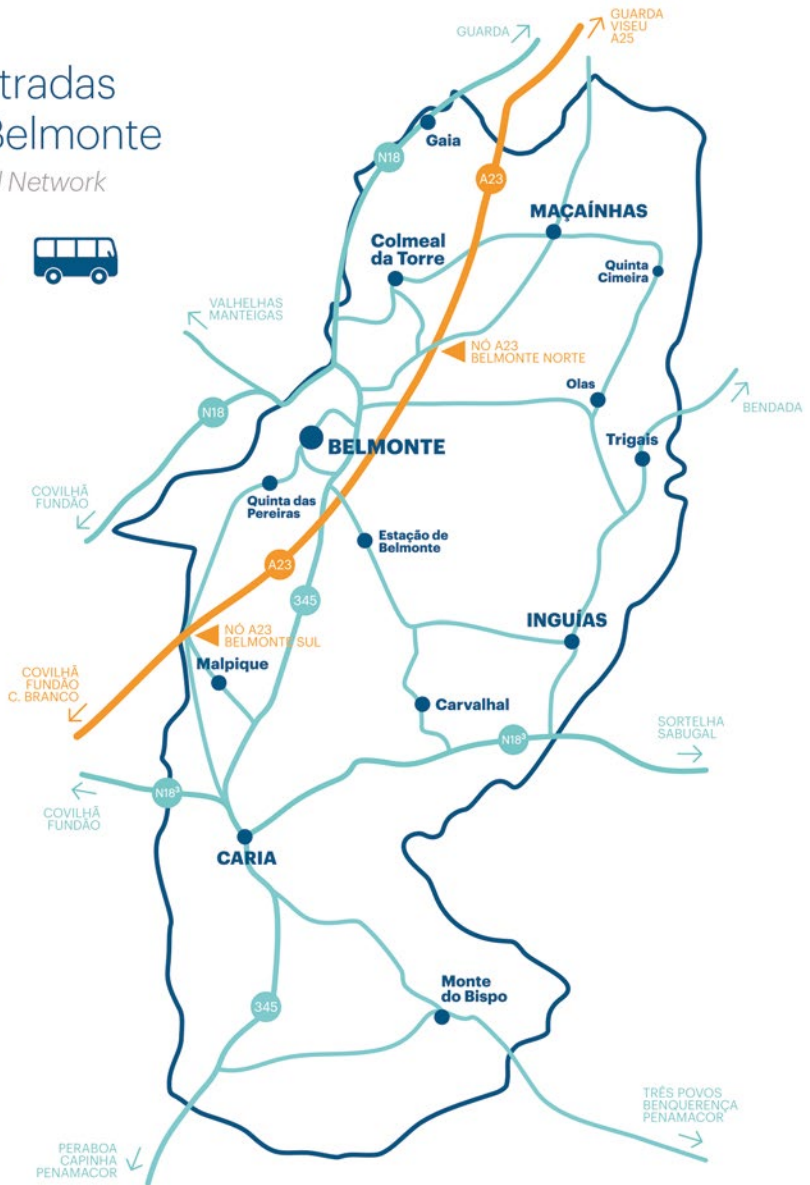 GUARDA
GUARDA
VISEU
A25
tradas
Belmonte
Network
Gaia
N18
A23
MAÇAÍNHAS
Colmeal
da Torre
Quinta
Cimeira
VALHELHAS
MANTEIGAS
NÓ A23
BELMONTE NORTE
Olas
BENDADA
N18
Trigais
BELMONTE
COVILHÃ
FUNDÃO
Quinta das
Pereiras
Estação de
Belmonte
A23
345
INGUÍAS
NÓ A23
BELMONTE SUL
Malpique
COVILHÃ
FUNDÃO
C. BRANCO
Carvalhal
SORTELHA
SABUGAL
N18³
N18³
COVILHÃ
FUNDÃO
CARIA
Monte
do Bispo
345
TRÊS POVOS
BENQUERENÇA
PENAMACOR
PERABOA
CAPINHA
PENAMACOR